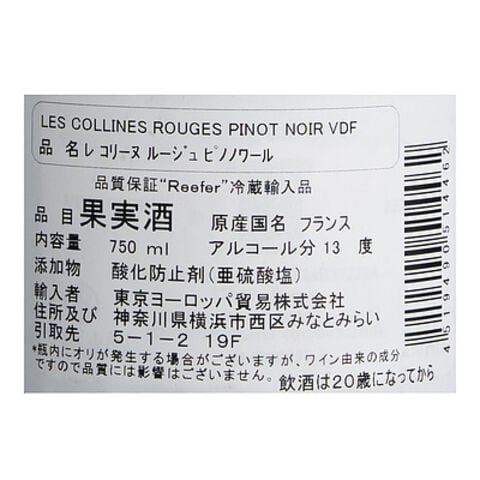 LES COLLINES ROUGES PINOT NOIR VDF
品 名 レ コリーヌ ルージュ ピノノワール
品質保証"Reefer"冷蔵輸入品
品 目 果実酒 原産国名 フランス
内容量 750 ml アルコール分 13 度
添加物 酸化防止剤(亜硫酸塩)
輸入者 東京ヨーロッパ貿易株式会社
住所及び 神奈川県横浜市西区みなとみらい
引取先 5-1-2 19F
*瓶内にオリが発生する場合がございますが、ワイン由来の成分
ですので品質には影響はございません。
飲酒は20歳になってから
4519490514462